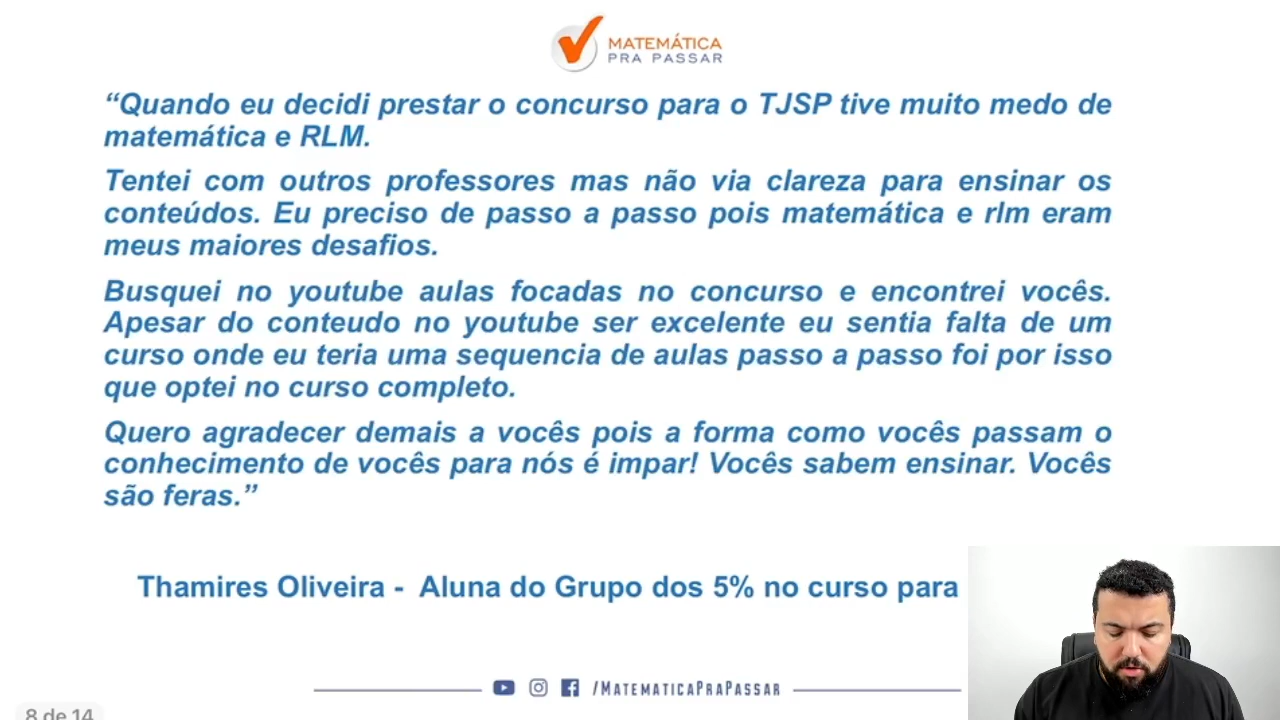 MATEMÁTICA
PRA PASSAR
“Quando eu decidi prestar o concurso para o TJSP tive muito medo de
matemática e RLM.
Tentei com outros professores mas não via clareza para ensinar os
conteúdos. Eu preciso de passo a passo pois matemática e rlm eram
meus maiores desafios.
Busquei no youtube aulas focadas no concurso e encontrei vocês.
Apesar do conteudo no youtube ser excelente eu sentia falta de um
curso onde eu teria uma sequencia de aulas passo a passo foi por isso
que optei no curso completo.
Quero agradecer demais a vocês pois a forma como vocês passam o
conhecimento de vocês para nós é impar! Vocês sabem ensinar. Vocês
são feras.”
Thamires Oliveira - Aluna do Grupo dos 5% no curso para
/MATEMATICAPRAPASSAR
8 de 14